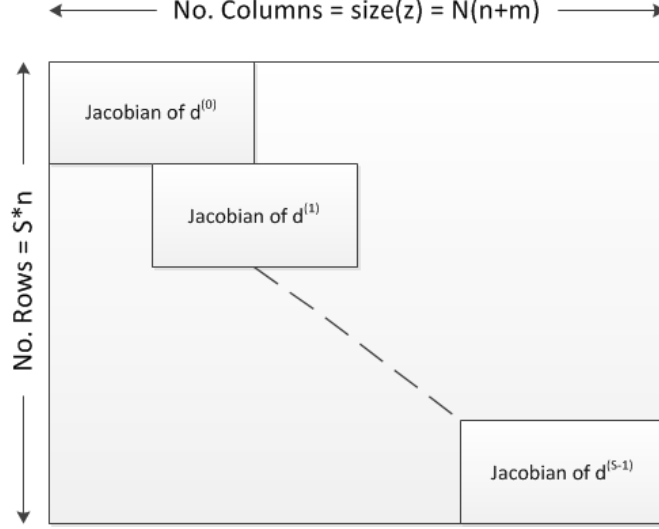 No. Columns = size(z) = N(n+m)
No. Rows = S*n
Jacobian of d⁽⁰⁾
Jacobian of d⁽¹⁾
Jacobian of d⁽ˢ⁻¹⁾